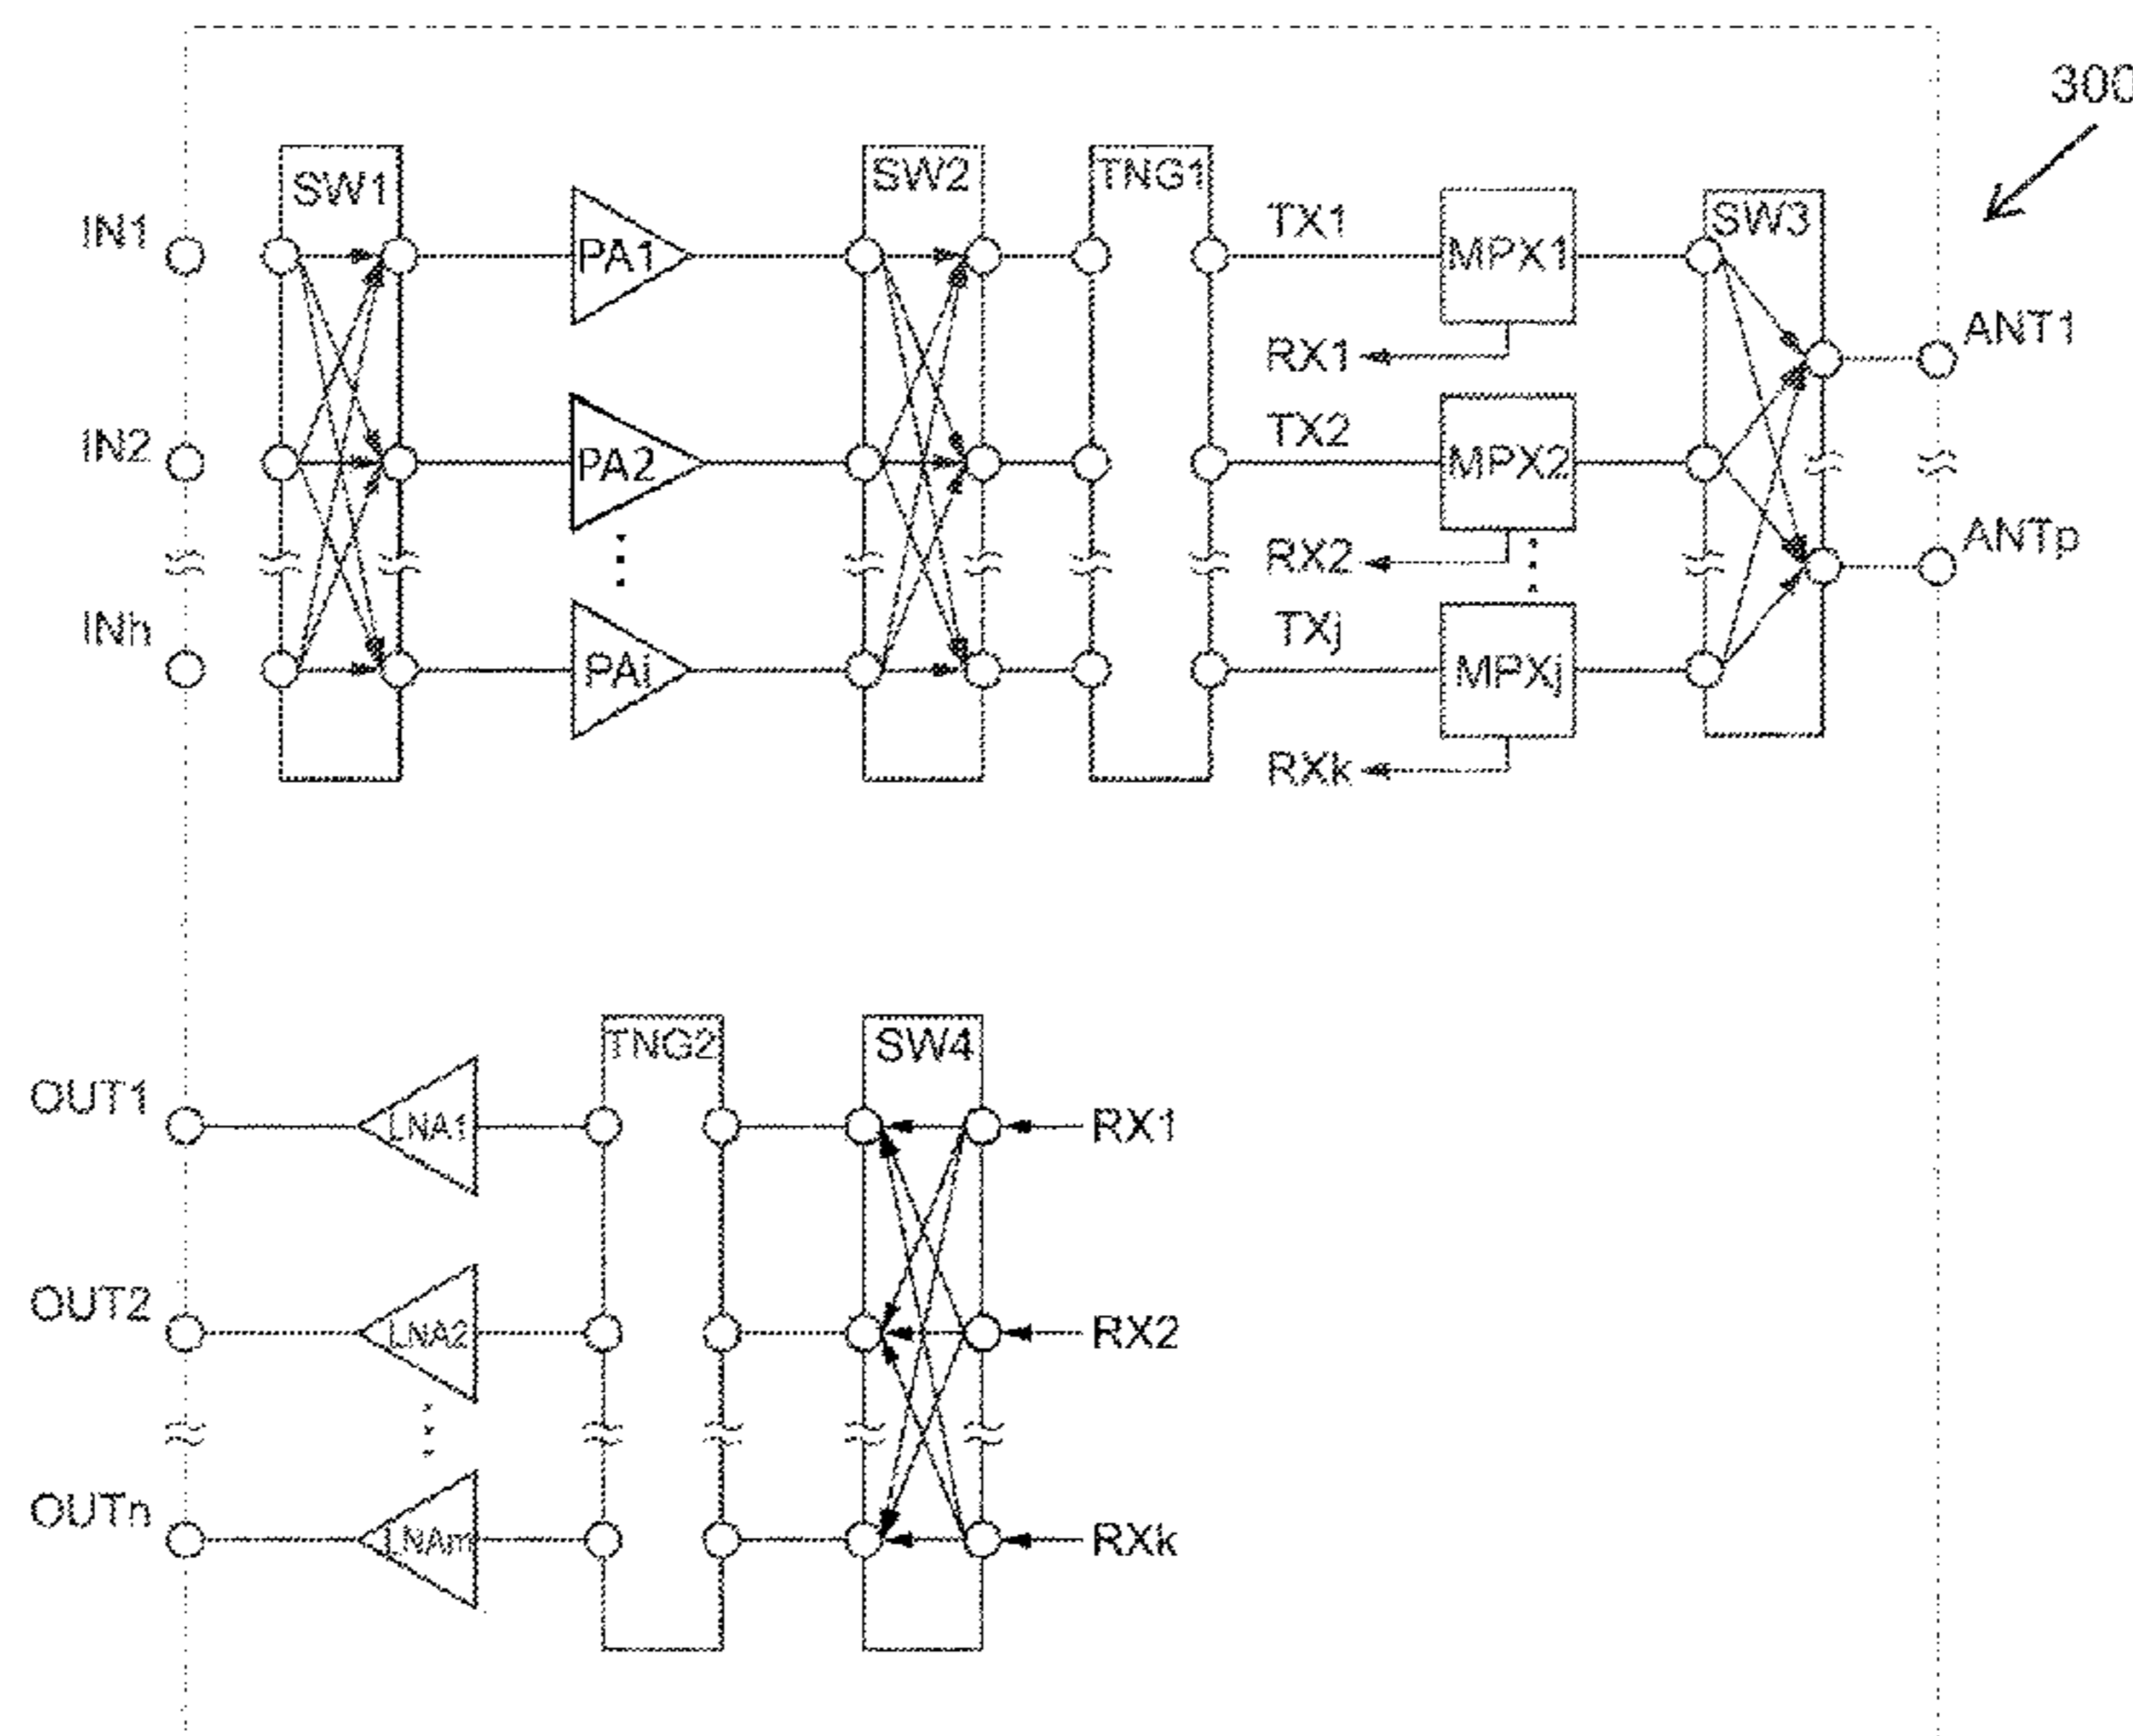 300
SW1
SW2
TNG1
SW3
IN1
PA1
TX1
MPX1
ANT1
RX1
IN2
PA2
TX2
MPX2
ANTp
RX2
INh
PAi
TXj
MPXj
RXk
TNG2
SW4
OUT1
LNA1
RX1
OUT2
LNA2
RX2
OUTn
LNAm
RXk